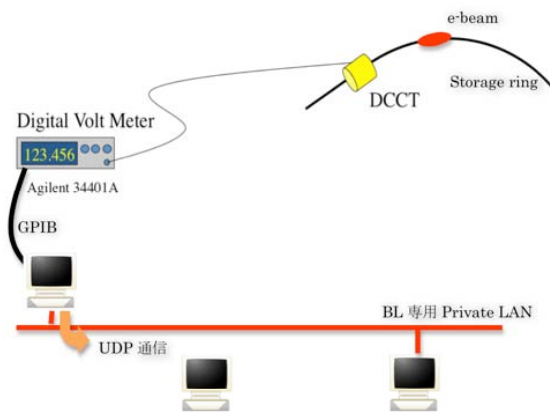 e-beam
Storage ring
DCCT
Digital Volt Meter
123.456
Agilent 34401A
GPIB
BL 専用 Private LAN
UDP 通信